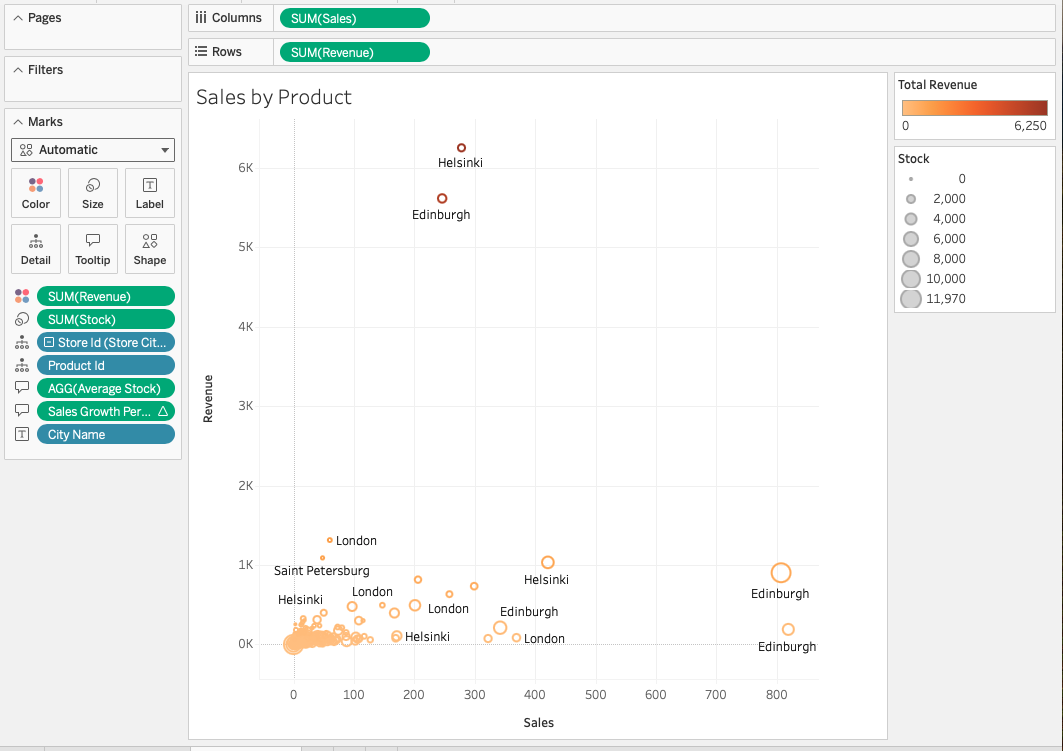 Pages
Filters
Marks
Automatic
Color
Size
Label
Detail
Tooltip
Shape
SUM(Revenue)
SUM(Stock)
Store Id (Store Cit...
Product Id
AGG(Average Stock)
Sales Growth Per...
City Name
Columns
SUM(Sales)
Rows
SUM(Revenue)
Sales by Product
6K
5K
4K
3K
2K
1K
0K
Revenue
Helsinki
Edinburgh
London
Saint Petersburg
Helsinki
London
Helsinki
London
Edinburgh
Helsinki
London
Edinburgh
Edinburgh
0
100
200
300
400
500
600
700
800
Sales
Total Revenue
0
6,250
Stock
0
2,000
4,000
6,000
8,000
10,000
11,970